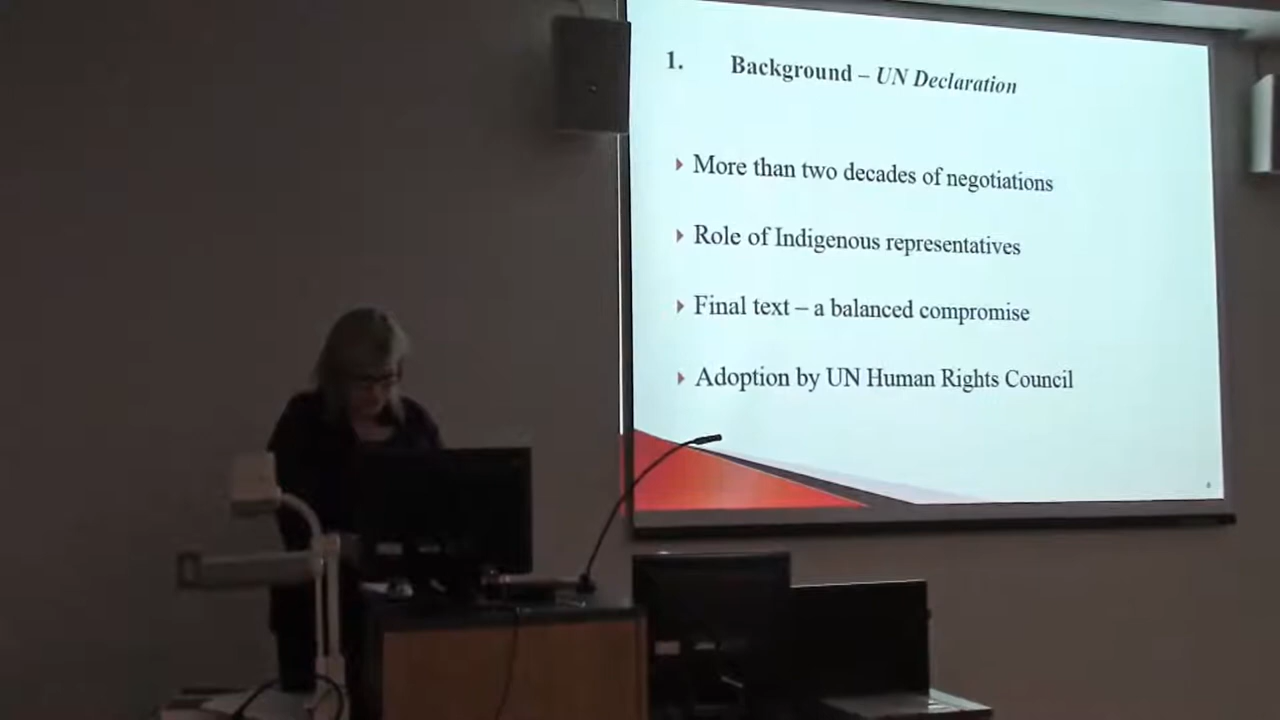 1. Background – UN Declaration
More than two decades of negotiations
Role of Indigenous representatives
Final text – a balanced compromise
Adoption by UN Human Rights Council